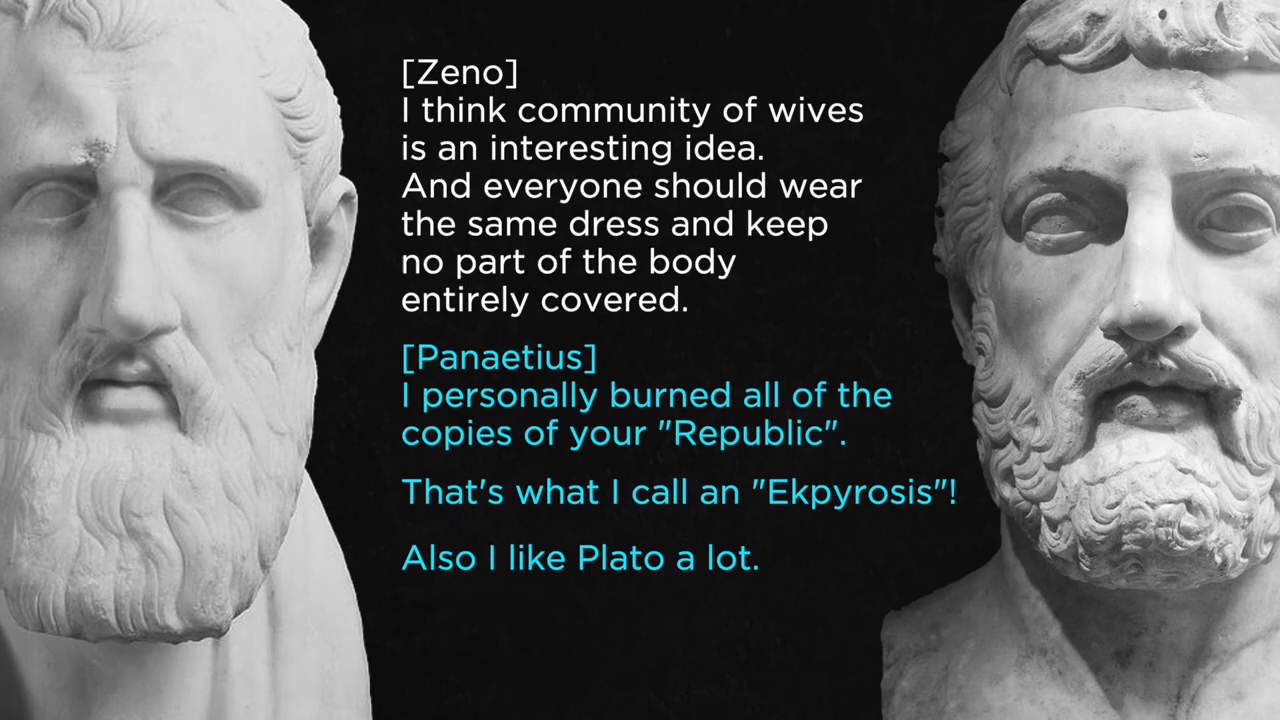 [Zeno]
I think community of wives
is an interesting idea.
And everyone should wear
the same dress and keep
no part of the body
entirely covered.
[Panaetius]
I personally burned all of the
copies of your "Republic".
That's what I call an "Ekpyrosis"!
Also I like Plato a lot.